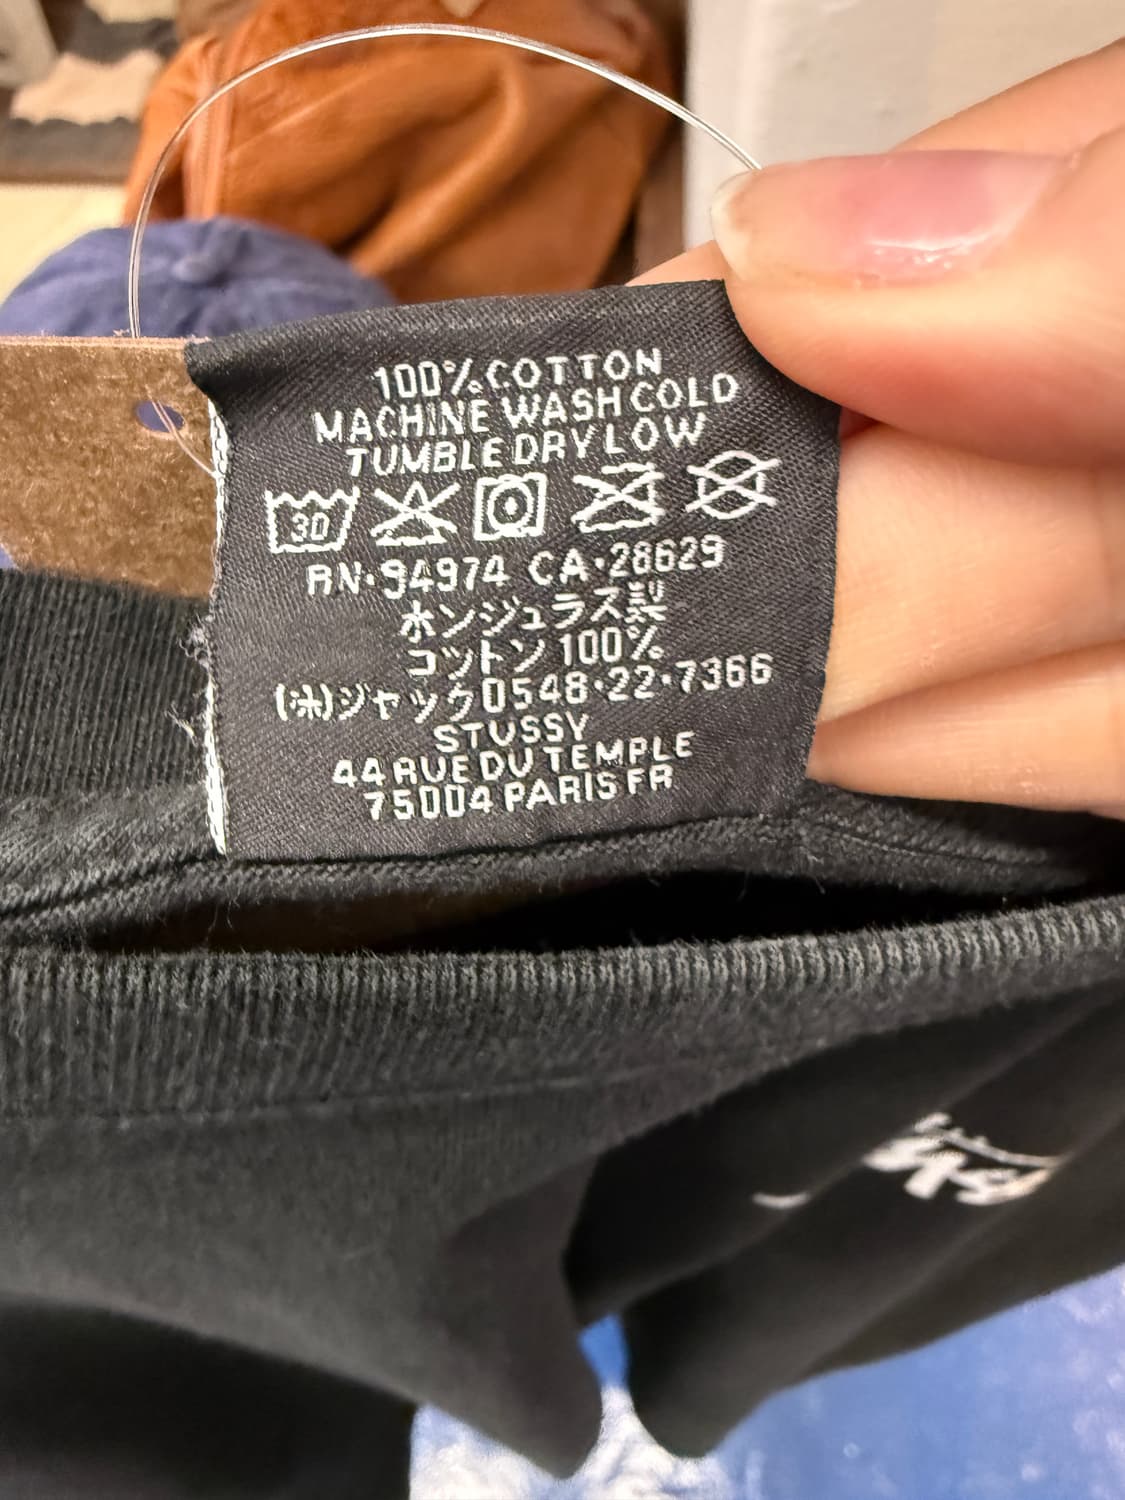 100% COTTON
MACHINE WASH COLD
TUMBLE DRY LOW
30
RN·94974 CA·28629
ホンジュラス製
コットン 100%
(株)ジャック0548·22·7366
STUSSY
44 RUE DU TEMPLE
75004 PARIS FR